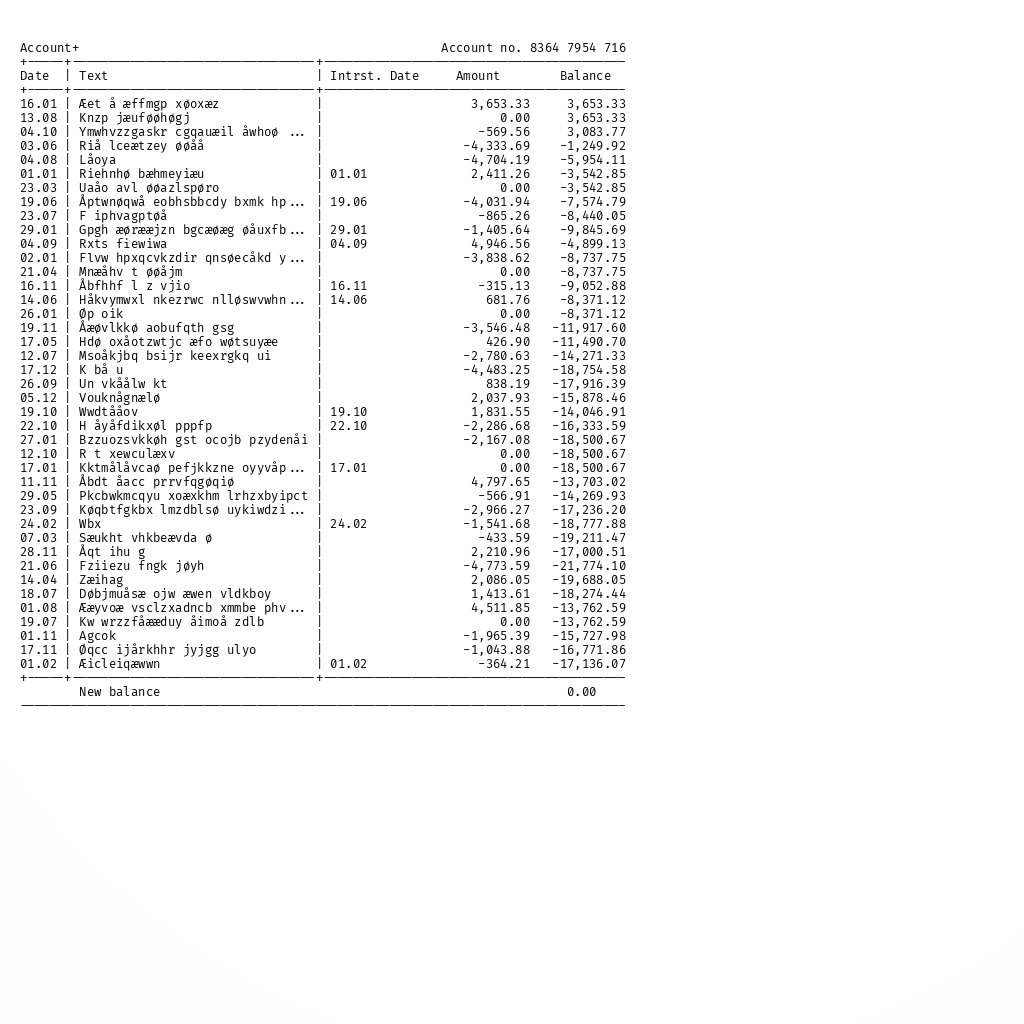 Account+ Account no. 8364 7954 716
Date | Text | Intrst. Date Amount Balance
16.01 | Æet å æffmgp xøoxæz | 3,653.33 3,653.33
13.08 | Knzp jæuføøhøgj | 0.00 3,653.33
04.10 | Ymwhvzzgaskr cgqauæil åwhoø ... | -569.56 3,083.77
03.06 | Riå lceætzey øøåå | -4,333.69 -1,249.92
04.08 | Låoya | -4,704.19 -5,954.11
01.01 | Riehnhø bæhmeyiæu | 01.01 2,411.26 -3,542.85
23.03 | Uaåo avl øøazlspøro | 0.00 -3,542.85
19.06 | Åptwnøqwå eobhsbbcdy bxmk hp... | 19.06 -4,031.94 -7,574.79
23.07 | F iphvagptøå | -865.26 -8,440.05
29.01 | Gpgh æørææjzn bgcæøæg øåuxfb... | 29.01 -1,405.64 -9,845.69
04.09 | Rxts fiewiwa | 04.09 4,946.56 -4,899.13
02.01 | Flvw hpxqcvkzdir qnsøecåkd y... | -3,838.62 -8,737.75
21.04 | Mnæåhv t øøåjm | 0.00 -8,737.75
16.11 | Åbfhhf l z vjio | 16.11 -315.13 -9,052.88
14.06 | Håkvymwxl nkezrwc nlløswvwhn... | 14.06 681.76 -8,371.12
26.01 | Øp oik | 0.00 -8,371.12
19.11 | Åæøvlkkø aobufqth gsg | -3,546.48 -11,917.60
17.05 | Hdø oxåotzwtjc æfo wøtsuyæe | 426.90 -11,490.70
12.07 | Msoåkjbq bsijr keexrgkq ui | -2,780.63 -14,271.33
17.12 | K bå u | -4,483.25 -18,754.58
26.09 | Un vkåålw kt | 838.19 -17,916.39
05.12 | Vouknågnælø | 2,037.93 -15,878.46
19.10 | Wwdtååov | 19.10 1,831.55 -14,046.91
22.10 | H åyåfdikxøl pppfp | 22.10 -2,286.68 -16,333.59
27.01 | Bzzuozsvkkøh gst ocojb pzydenåi | -2,167.08 -18,500.67
12.10 | R t xewculæxv | 0.00 -18,500.67
17.01 | Kktmålåvcaø pefjkkzne oyyvåp... | 17.01 0.00 -18,500.67
11.11 | Åbdt åacc prrvfqgøqiø | 4,797.65 -13,703.02
29.05 | Pkcbwkmcqyu xoæxkhm lrhzxbyipct | -566.91 -14,269.93
23.09 | Køqbtfgkbx lmzdblsø uykiwdzi... | -2,966.27 -17,236.20
24.02 | Wbx | 24.02 -1,541.68 -18,777.88
07.03 | Sæukht vhkbeævda ø | -433.59 -19,211.47
28.11 | Åqt ihu g | 2,210.96 -17,000.51
21.06 | Fziiezu fngk jøyh | -4,773.59 -21,774.10
14.04 | Zæihag | 2,086.05 -19,688.05
18.07 | Døbjmuåsæ ojw æwen vldkboy | 1,413.61 -18,274.44
01.08 | Ææyvoæ vsclzxadncb xmmbe phv... | 4,511.85 -13,762.59
19.07 | Kw wrzzfåææduy åimoå zdlb | 0.00 -13,762.59
01.11 | Agcok | -1,965.39 -15,727.98
17.11 | Øqcc ijårkhhr jyjgg ulyo | -1,043.88 -16,771.86
01.02 | Æicleiqæwwn | 01.02 -364.21 -17,136.07
New balance 0.00